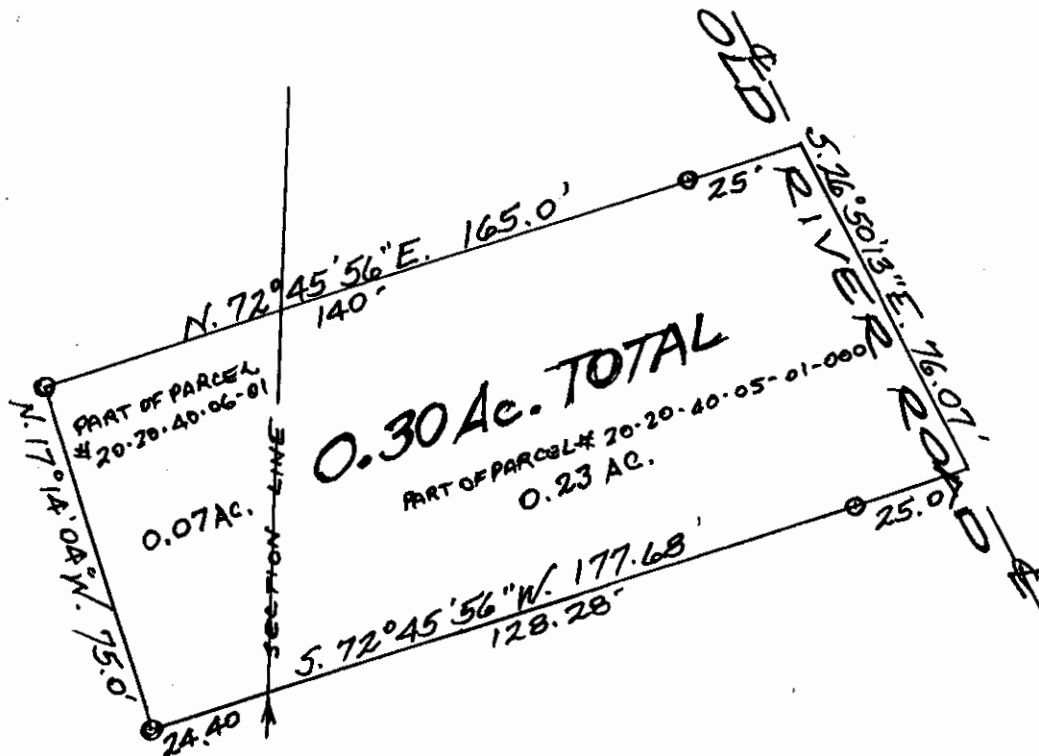 OLD RIVER ROAD
℄
S. 26°50'13"E. 76.07'
25'
N. 72°45'56"E. 165.0'
140'
PART OF PARCEL
#20-20-40-06-01
0.07 AC.
N. 17°14'04"W. 75.0'
SECTION LINE
0.30 Ac. TOTAL
PART OF PARCEL# 20-20-40-05-01-000
0.23 AC.
25.0'
S. 72°45'56"W. 177.68'
128.28'
24.40
℄